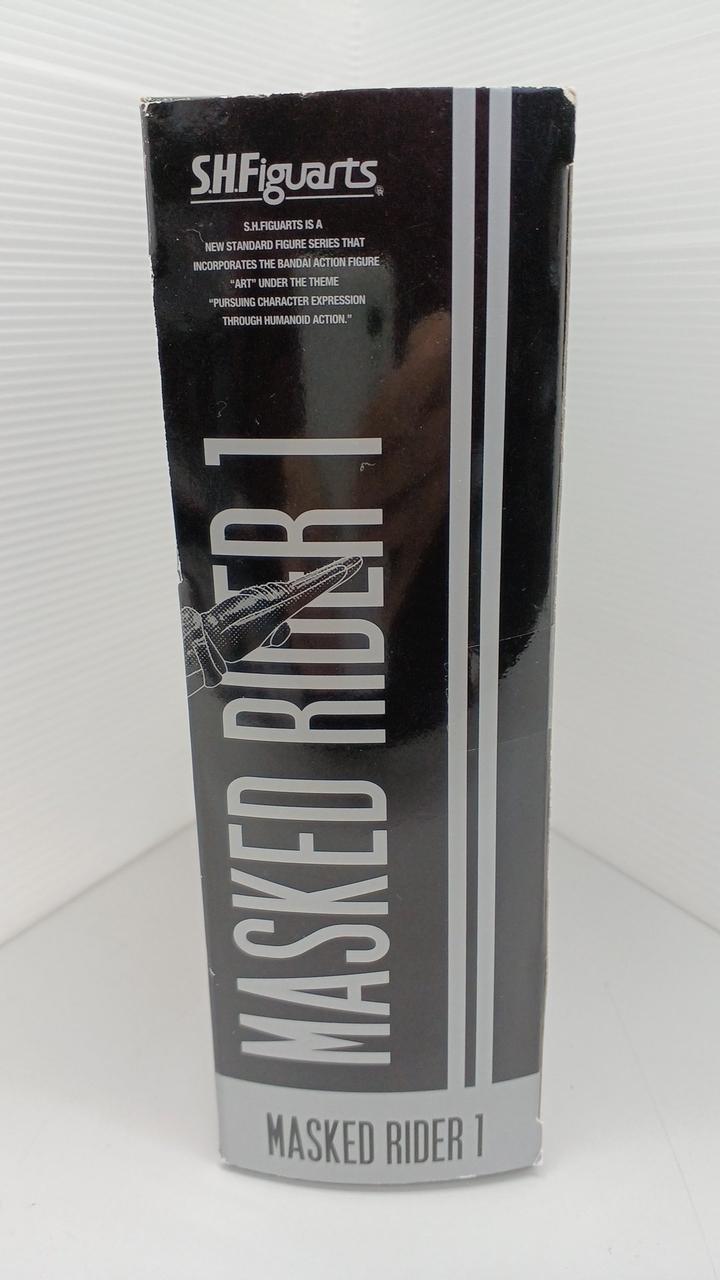 S.H.Figuarts®
S.H.FIGUARTS IS A
NEW STANDARD FIGURE SERIES THAT
INCORPORATES THE BANDAI ACTION FIGURE
"ART" UNDER THE THEME
"PURSUING CHARACTER EXPRESSION
THROUGH HUMANOID ACTION."
MASKED RIDER 1
MASKED RIDER 1